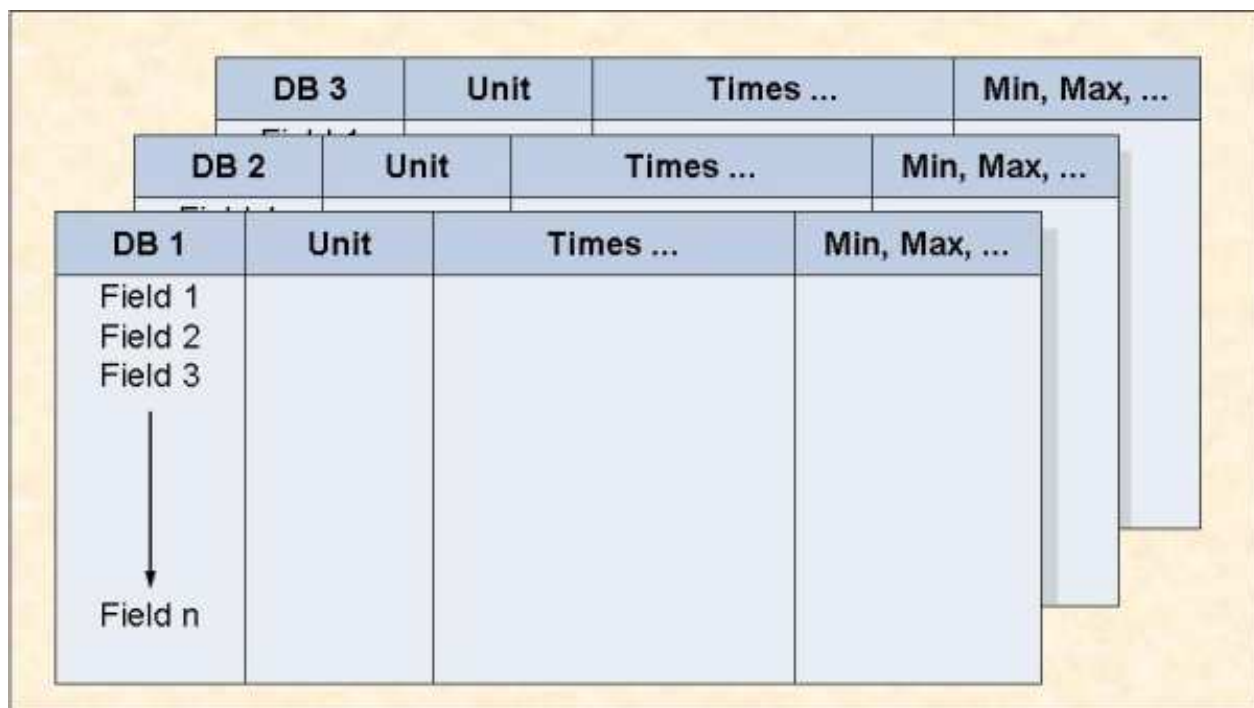 DB 3 Unit Times ... Min, Max, ...
DB 2 Unit Times ... Min, Max, ...
DB 1 Unit Times ... Min, Max, ...
Field 1
Field 2
Field 3
Field n